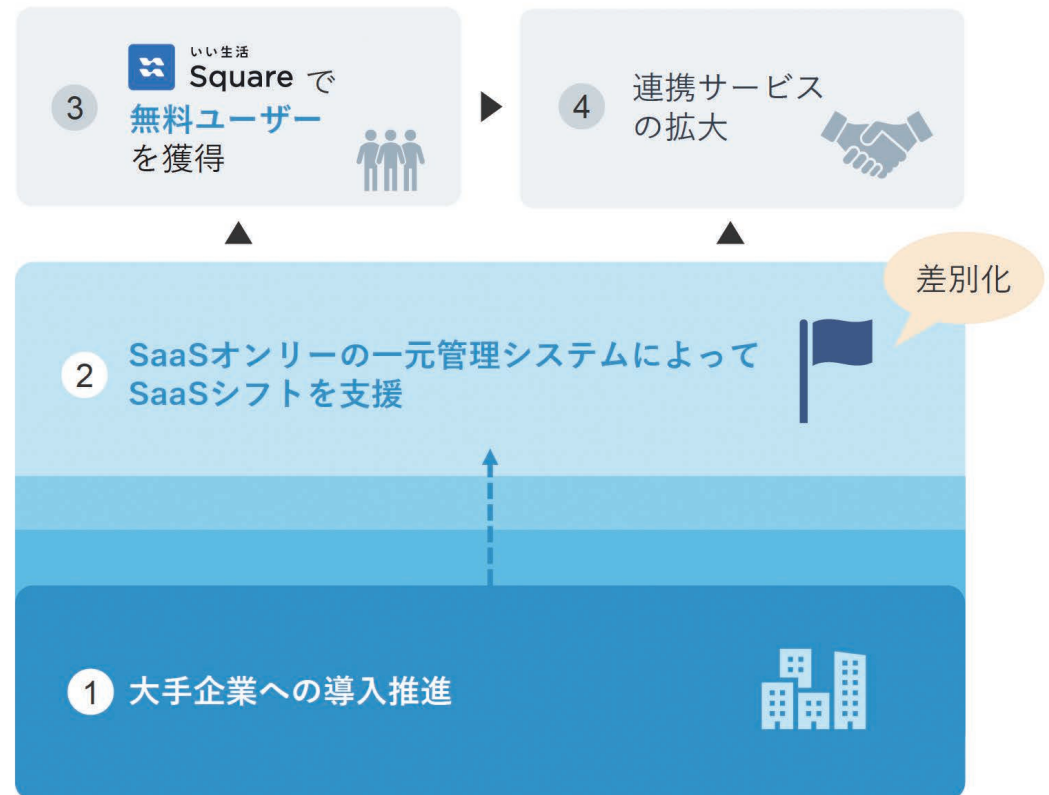 3
いい生活
Square で
無料ユーザー
を獲得
4
連携サービス
の拡大
差別化
2
SaaSオンリーの一元管理システムによって
SaaSシフトを支援
1
大手企業への導入推進